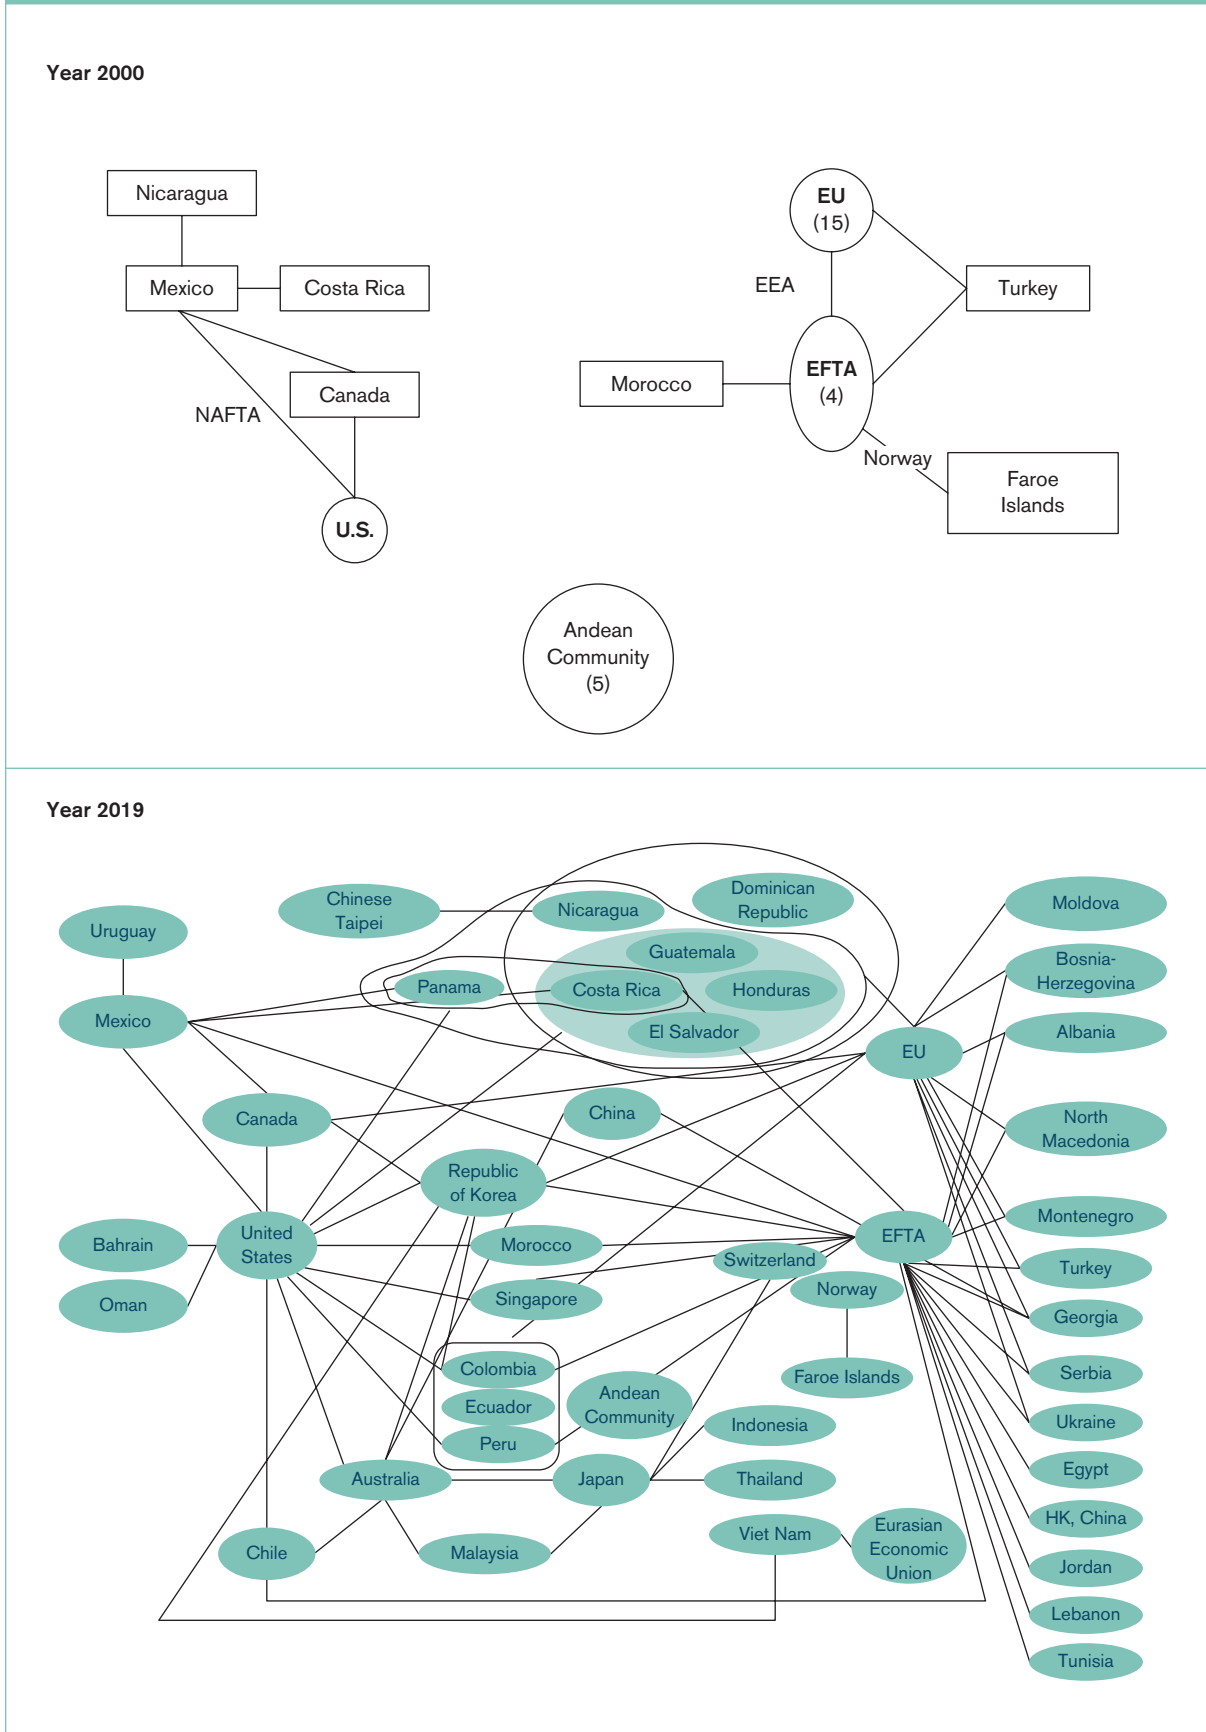 Year 2000
Nicaragua
Mexico
Costa Rica
Canada
NAFTA
U.S.
EU
(15)
EEA
Turkey
EFTA
(4)
Morocco
Norway
Faroe
Islands
Andean
Community
(5)
Year 2019
Chinese
Taipei
Nicaragua
Dominican
Republic
Moldova
Uruguay
Guatemala
Bosnia-
Herzegovina
Panama
Costa Rica
Honduras
Mexico
El Salvador
EU
Albania
Canada
China
North
Macedonia
Republic
of Korea
Montenegro
United
States
Bahrain
Morocco
Switzerland
EFTA
Turkey
Oman
Singapore
Norway
Georgia
Colombia
Faroe Islands
Serbia
Ecuador
Andean
Community
Indonesia
Ukraine
Peru
Australia
Japan
Thailand
Egypt
Viet Nam
Eurasian
Economic
Union
HK, China
Chile
Malaysia
Jordan
Lebanon
Tunisia